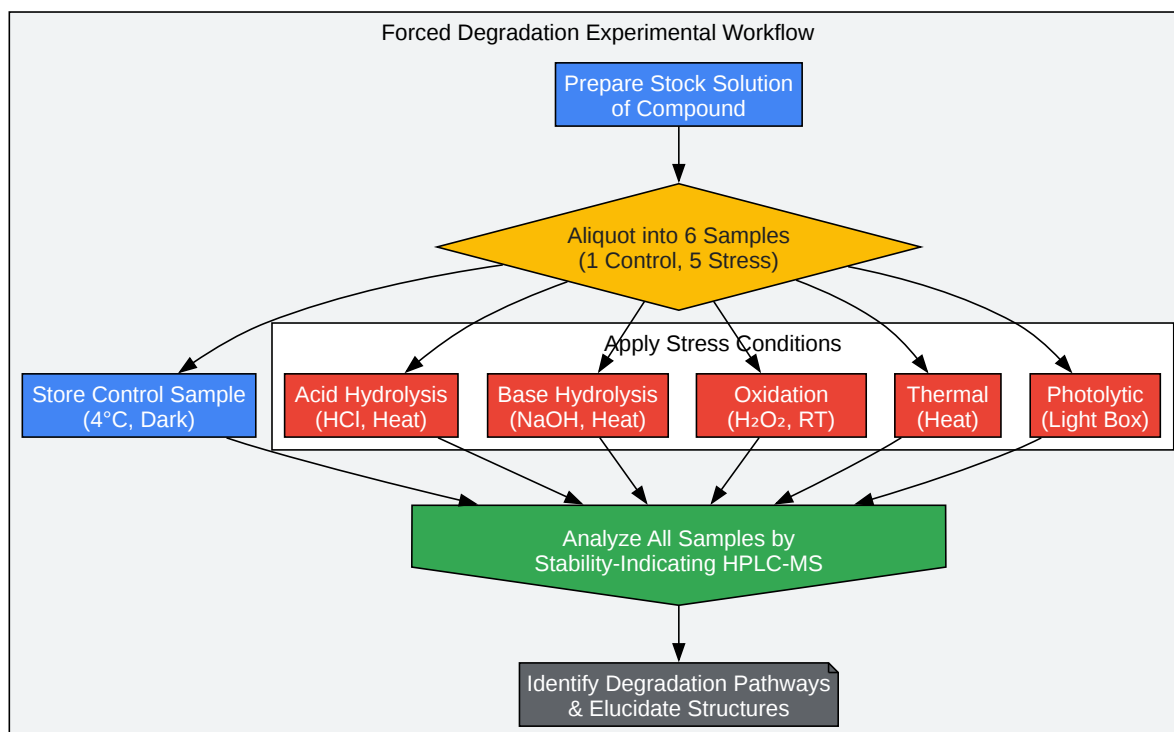 Forced Degradation Experimental Workflow
Prepare Stock Solution
of Compound
Aliquot into 6 Samples
(1 Control, 5 Stress)
Apply Stress Conditions
Store Control Sample
(4°C, Dark)
Acid Hydrolysis
(HCl, Heat)
Base Hydrolysis
(NaOH, Heat)
Oxidation
(H₂O₂, RT)
Thermal
(Heat)
Photolytic
(Light Box)
Analyze All Samples by
Stability-Indicating HPLC-MS
Identify Degradation Pathways
& Elucidate Structures